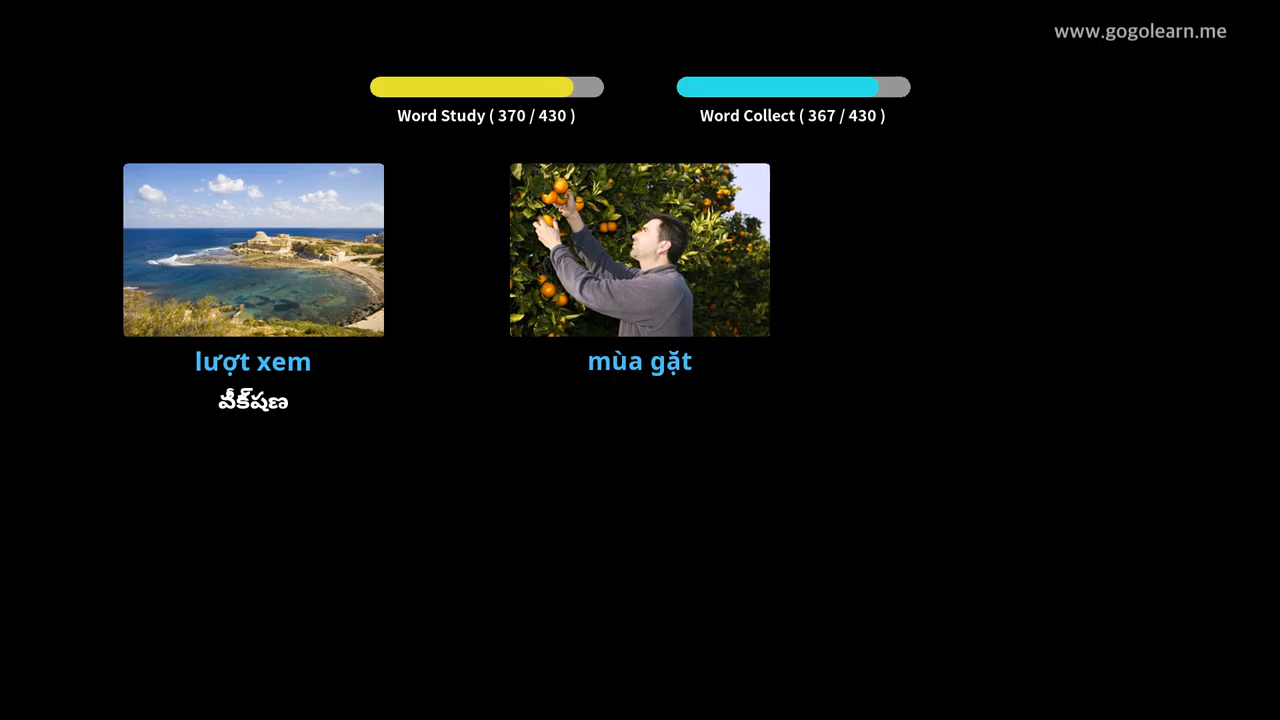 www.gogolearn.me
Word Study ( 370 / 430 )
Word Collect ( 367 / 430 )
lượt xem
mùa gặt
వీక్షణ